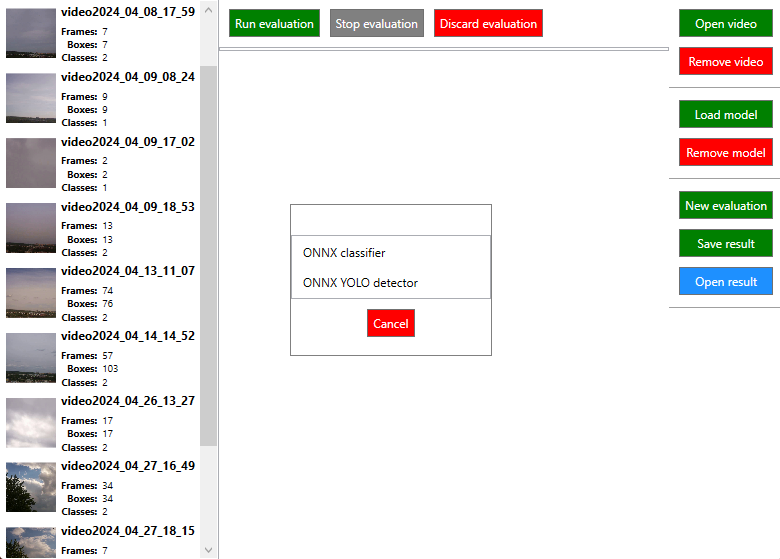 video2024_04_08_17_59
Frames: 7
Boxes: 7
Classes: 2
video2024_04_09_08_24
Frames: 9
Boxes: 9
Classes: 1
video2024_04_09_17_02
Frames: 2
Boxes: 2
Classes: 1
video2024_04_09_18_53
Frames: 13
Boxes: 13
Classes: 2
video2024_04_13_11_07
Frames: 74
Boxes: 76
Classes: 2
video2024_04_14_14_52
Frames: 57
Boxes: 103
Classes: 2
video2024_04_26_13_27
Frames: 17
Boxes: 17
Classes: 2
video2024_04_27_16_49
Frames: 34
Boxes: 34
Classes: 2
video2024_04_27_18_15
Frames: 7
Run evaluation Stop evaluation Discard evaluation
ONNX classifier
ONNX YOLO detector
Cancel
Open video
Remove video
Load model
Remove model
New evaluation
Save result
Open result